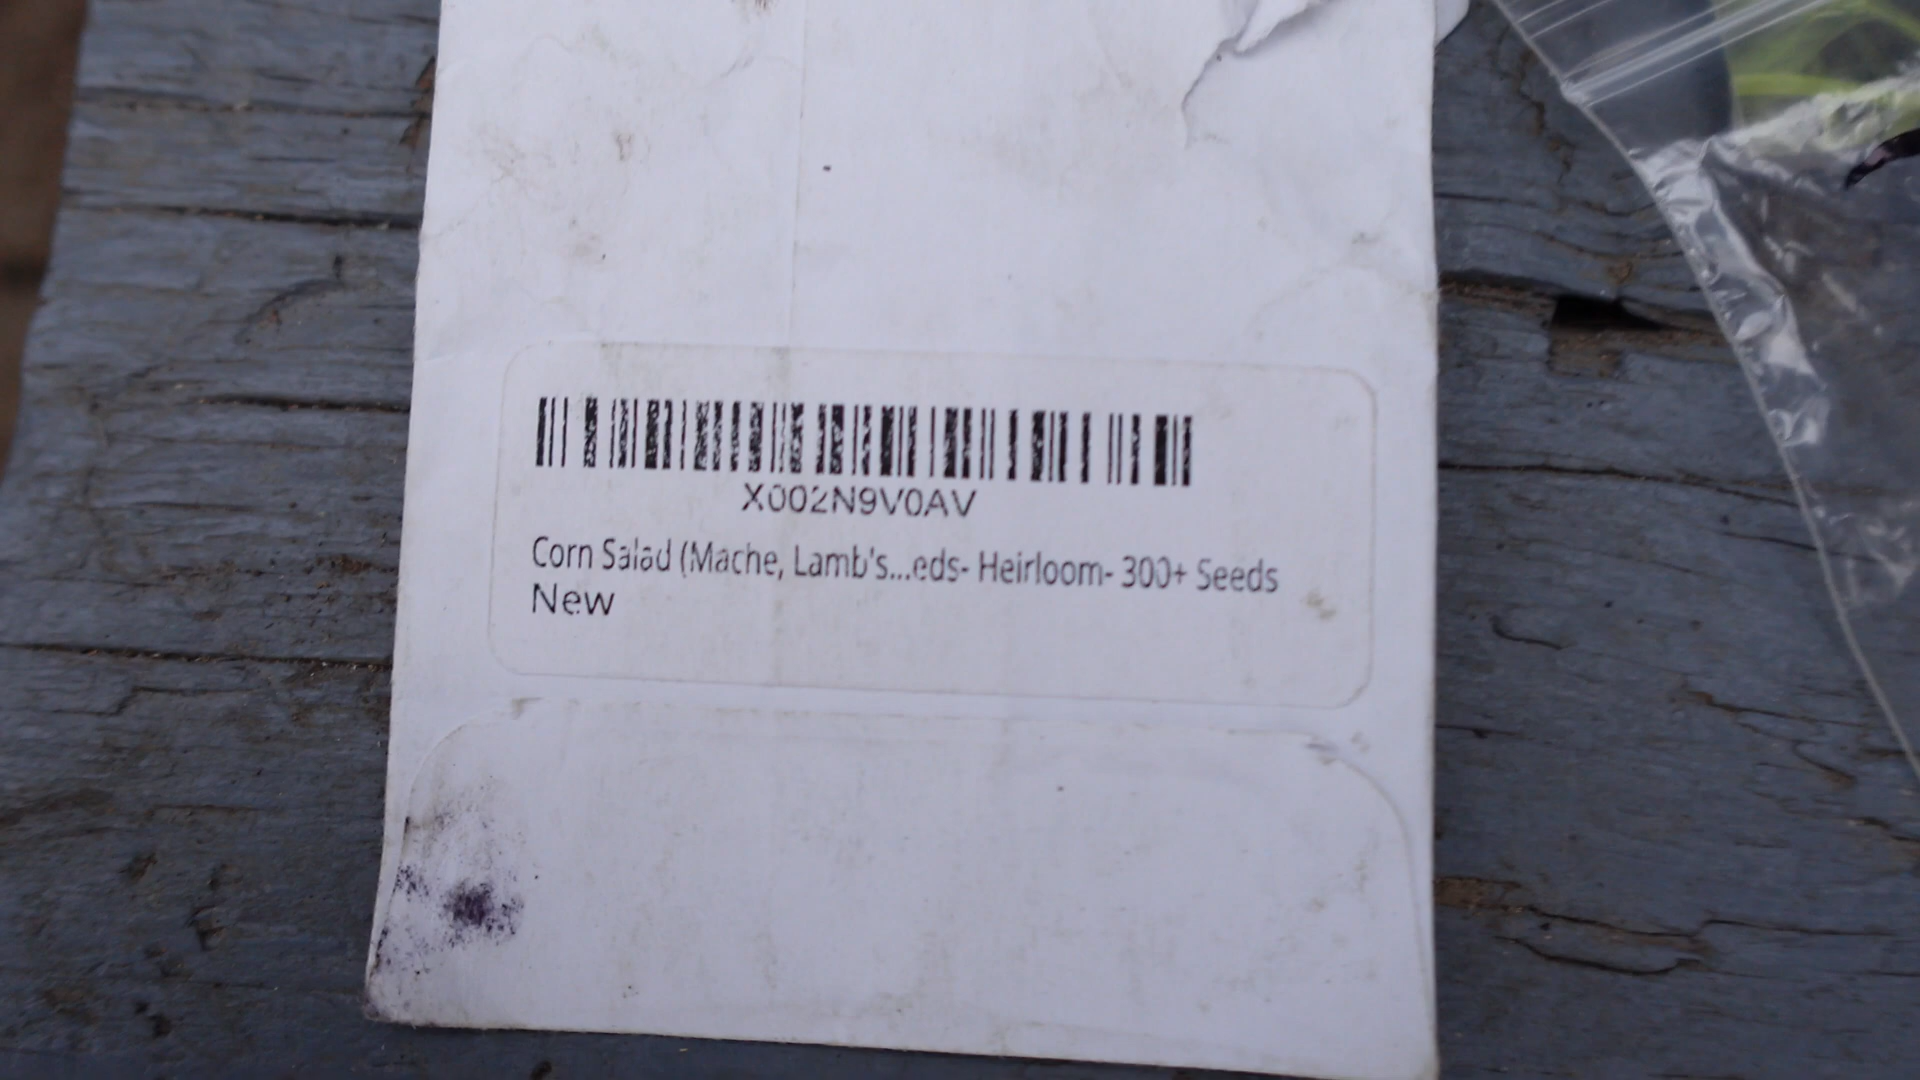 X002N9V0AV
Corn Salad (Mache, Lamb's...eds- Heirloom- 300+ Seeds
New